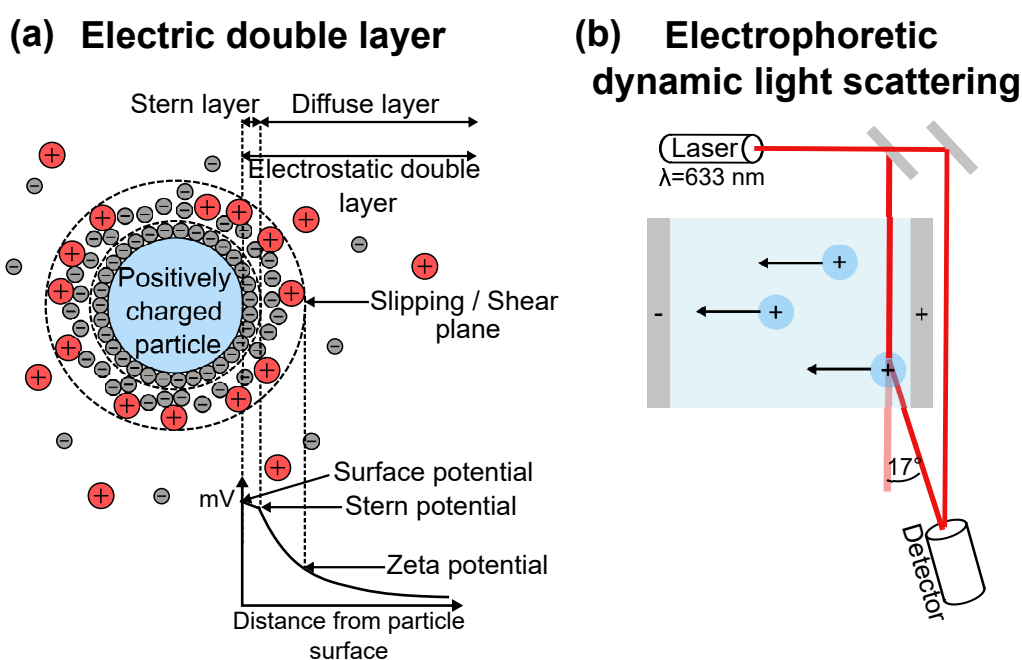 (a) Electric double layer
Stern layer
Diffuse layer
Electrostatic double
layer
Positively
charged
particle
Slipping / Shear
plane
mV
Surface potential
Stern potential
Zeta potential
Distance from particle
surface
(b) Electrophoretic
dynamic light scattering
Laser
λ=633 nm
-
+
+
+
+
17°
Detector